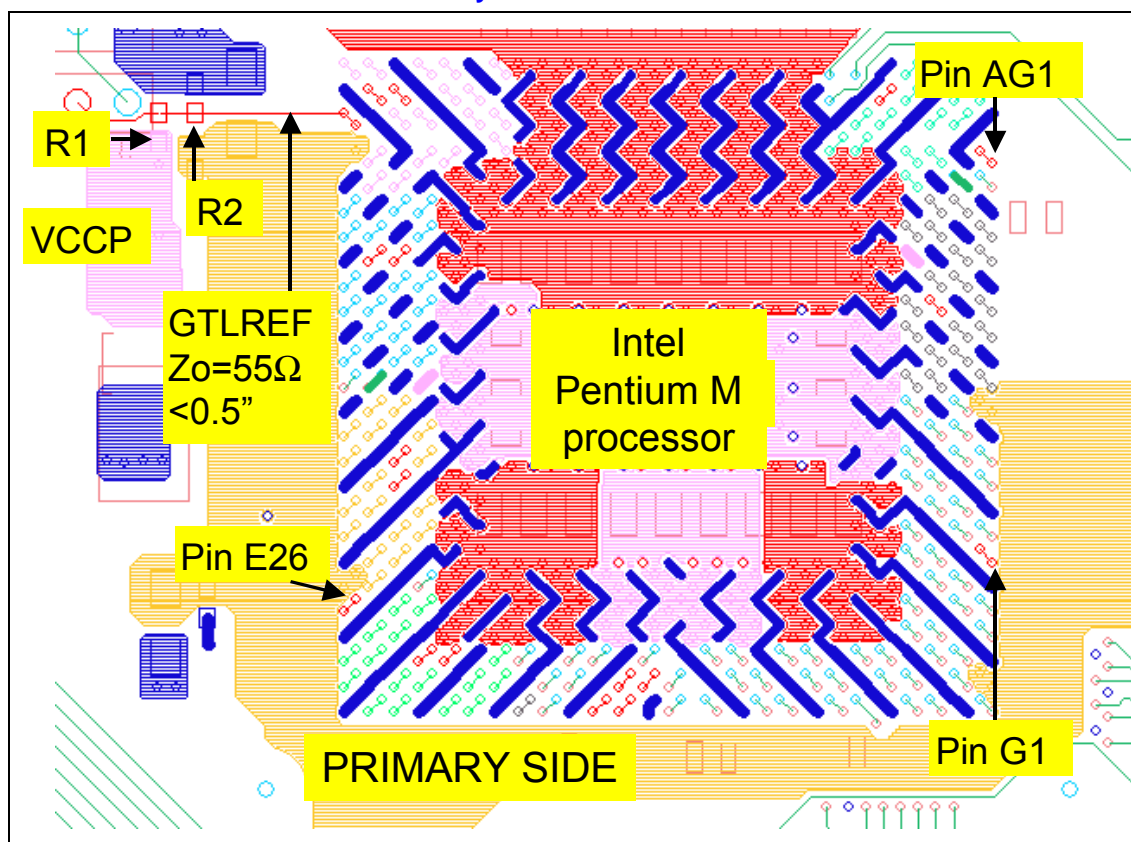 Pin AG1
R1
R2
VCCP
GTLREF
Zo=55Ω
<0.5”
Intel
Pentium M
processor
Pin E26
Pin G1
PRIMARY SIDE